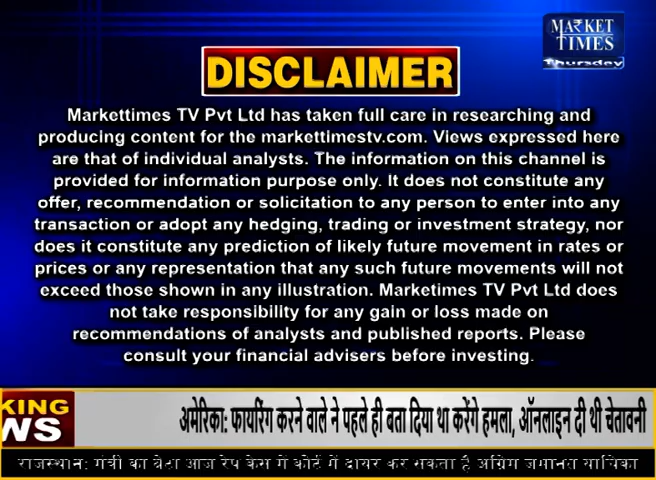 MARKET
TIMES
Thursday
DISCLAIMER
Markettimes TV Pvt Ltd has taken full care in researching and
producing content for the markettimestv.com. Views expressed here
are that of individual analysts. The information on this channel is
provided for information purpose only. It does not constitute any
offer, recommendation or solicitation to any person to enter into any
transaction or adopt any hedging, trading or investment strategy, nor
does it constitute any prediction of likely future movement in rates or
prices or any representation that any such future movements will not
exceed those shown in any illustration. Marketimes TV Pvt Ltd does
not take responsibility for any gain or loss made on
recommendations of analysts and published reports. Please
consult your financial advisers before investing.
KING
WS
अमेरिका: फायरिंग करने वाले ने पहले ही बता दिया था करेंगे हमला, ऑनलाइन दी थी चेतावनी
राजस्थान: मंत्री का बेटा आज रेप केस में कोर्ट में दायर कर सकता है अग्रिम जमानत याचिका